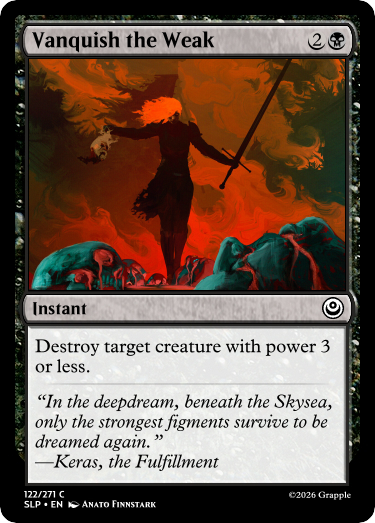 Vanquish the Weak 2
Instant
Destroy target creature with power 3
or less.
“In the deepdream, beneath the Skysea,
only the strongest figments survive to be
dreamed again.”
—Keras, the Fulfillment
122/271 C
SLP • EN Anato Finnstark
©2026 Grapple